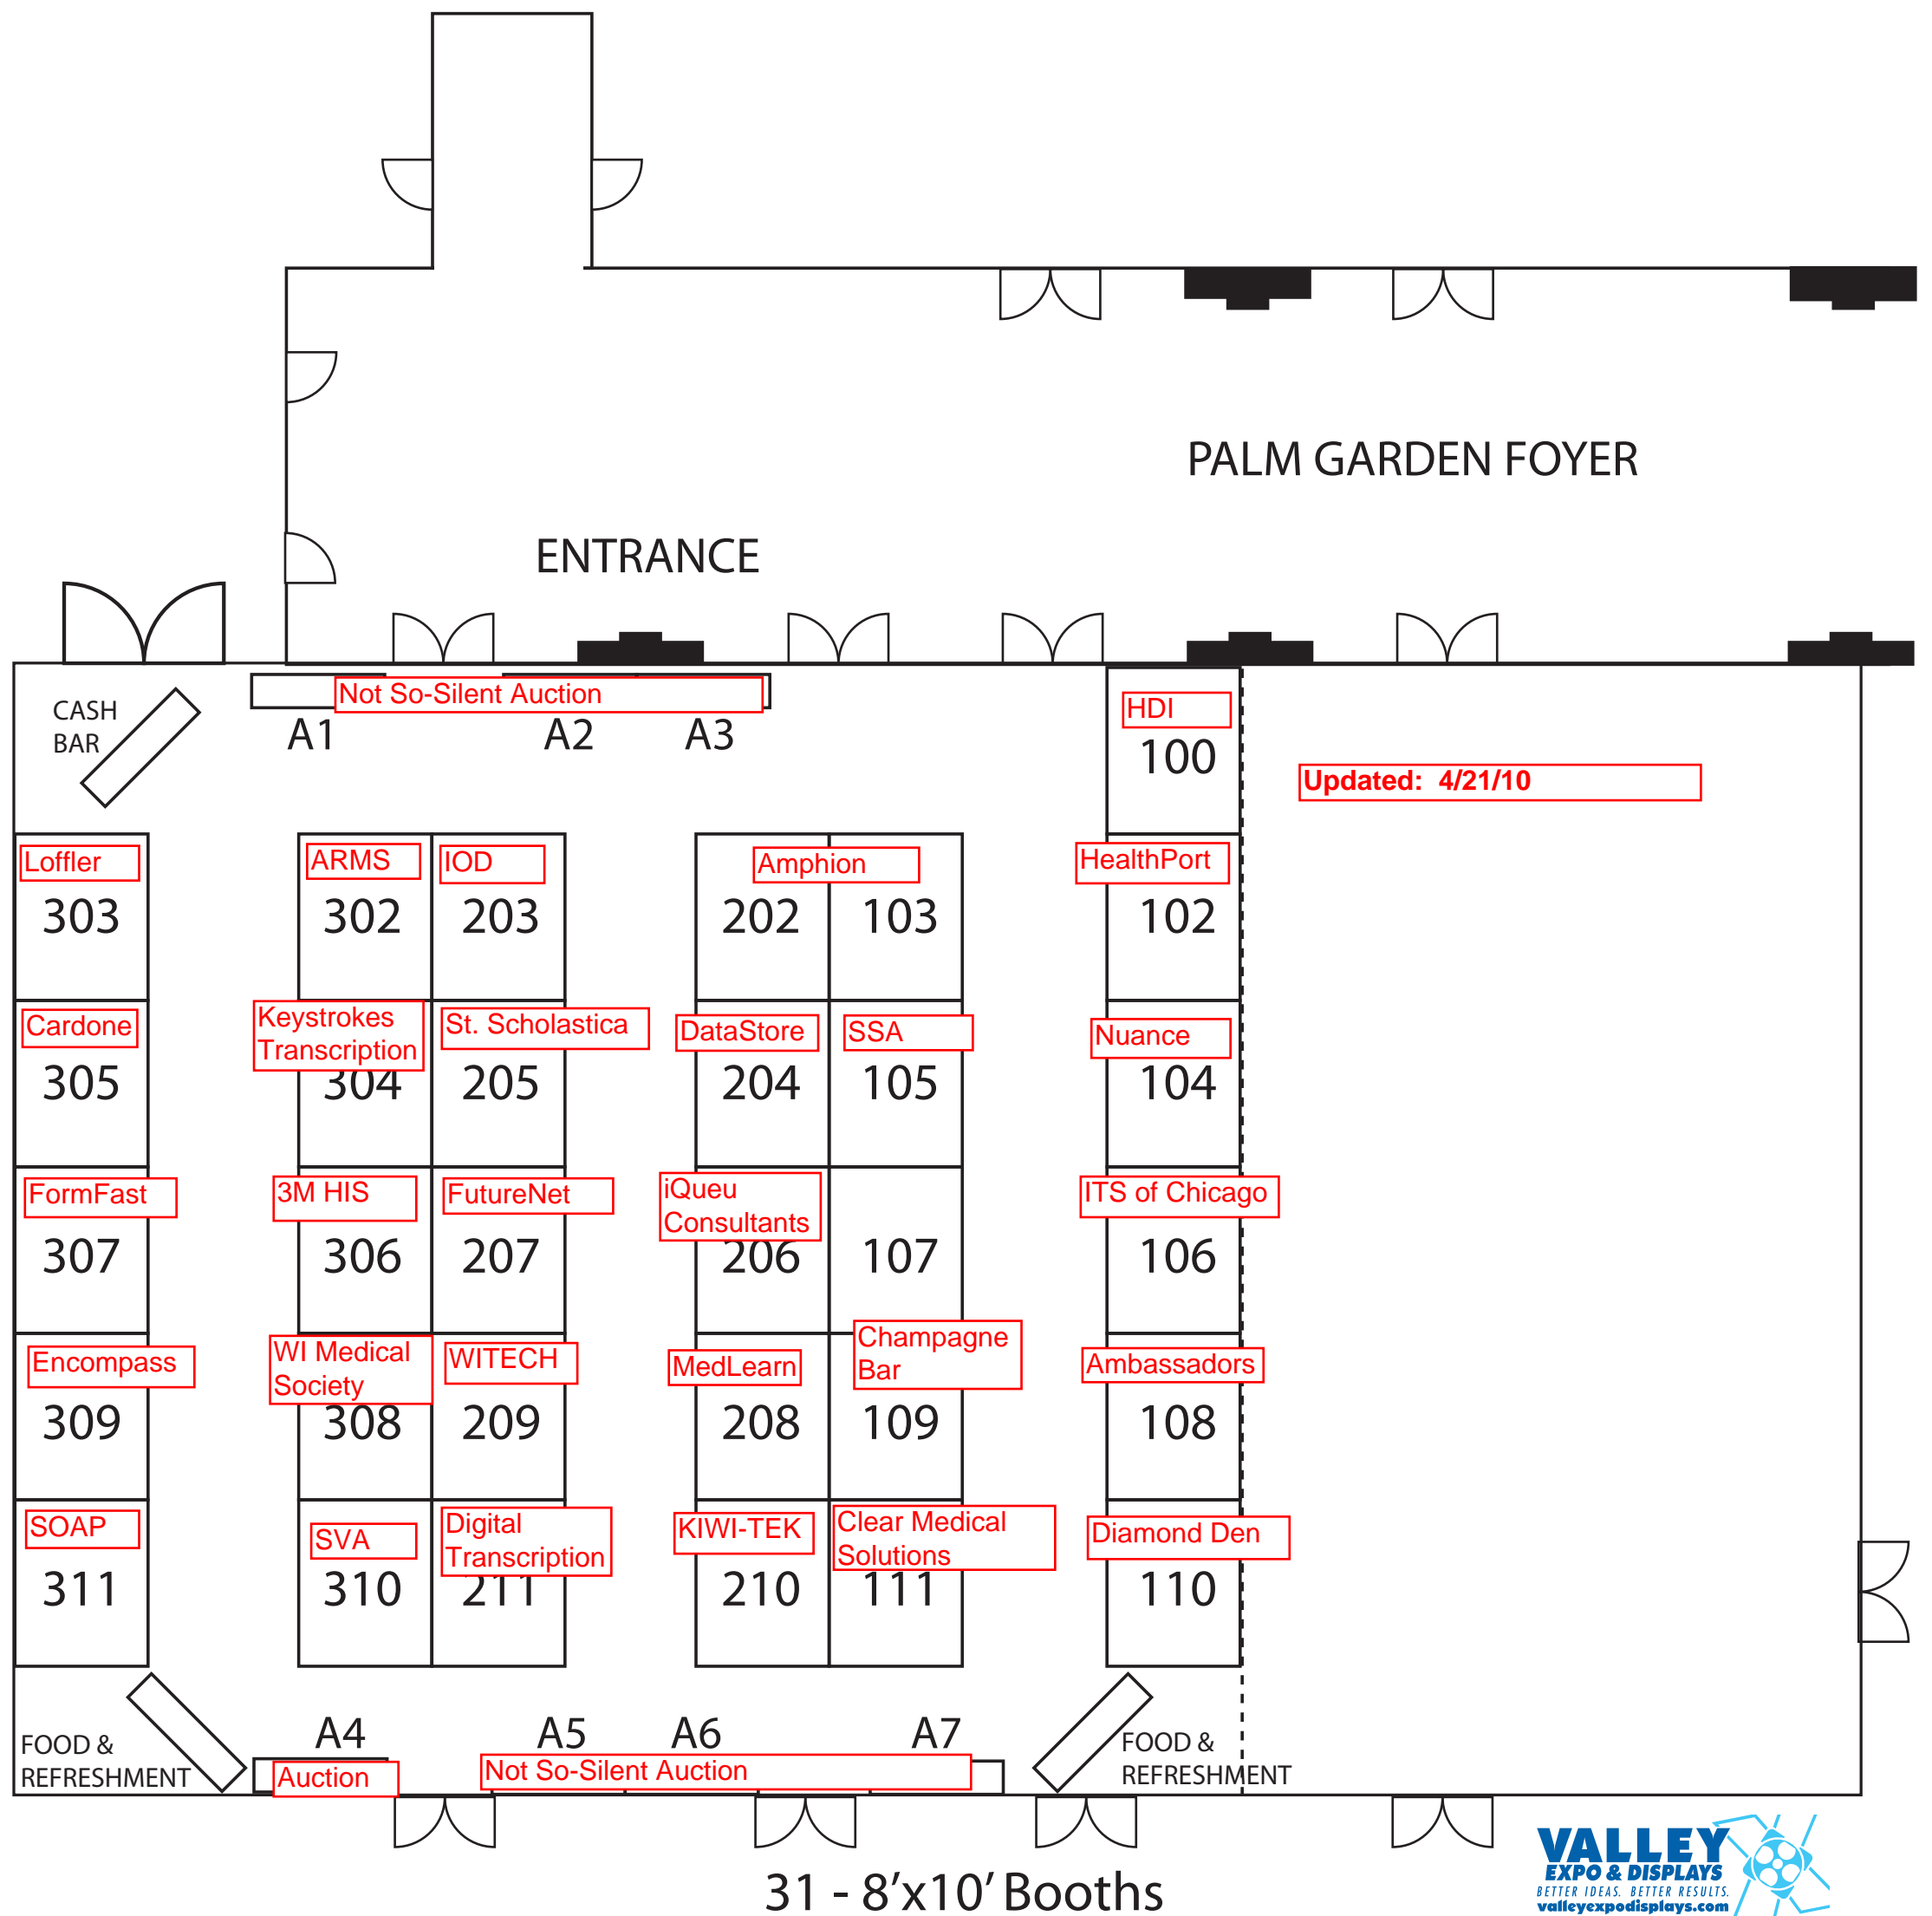 PALM GARDEN FOYER
ENTRANCE
CASH
BAR
Not So-Silent Auction
A1
A2
A3
HDI
100
Updated: 4/21/10
Loffler
303
ARMS
302
IOD
203
Amphion
202
103
HealthPort
102
Cardone
305
Keystrokes
Transcription
304
St. Scholastica
205
DataStore
204
SSA
105
Nuance
104
FormFast
307
3M HIS
306
FutureNet
207
iQueu
Consultants
206
107
ITS of Chicago
106
Encompass
309
WI Medical
Society
308
WITECH
209
MedLearn
208
Champagne
Bar
109
Ambassadors
108
SOAP
311
SVA
310
Digital
Transcription
211
KIWI-TEK
210
Clear Medical
Solutions
111
Diamond Den
110
FOOD &
REFRESHMENT
A4
Auction
A5
A6
A7
Not So-Silent Auction
FOOD &
REFRESHMENT
31 - 8’x10’ Booths
VALLEY
EXPO & DISPLAYS
BETTER IDEAS. BETTER RESULTS.
valleyexpodisplays.com